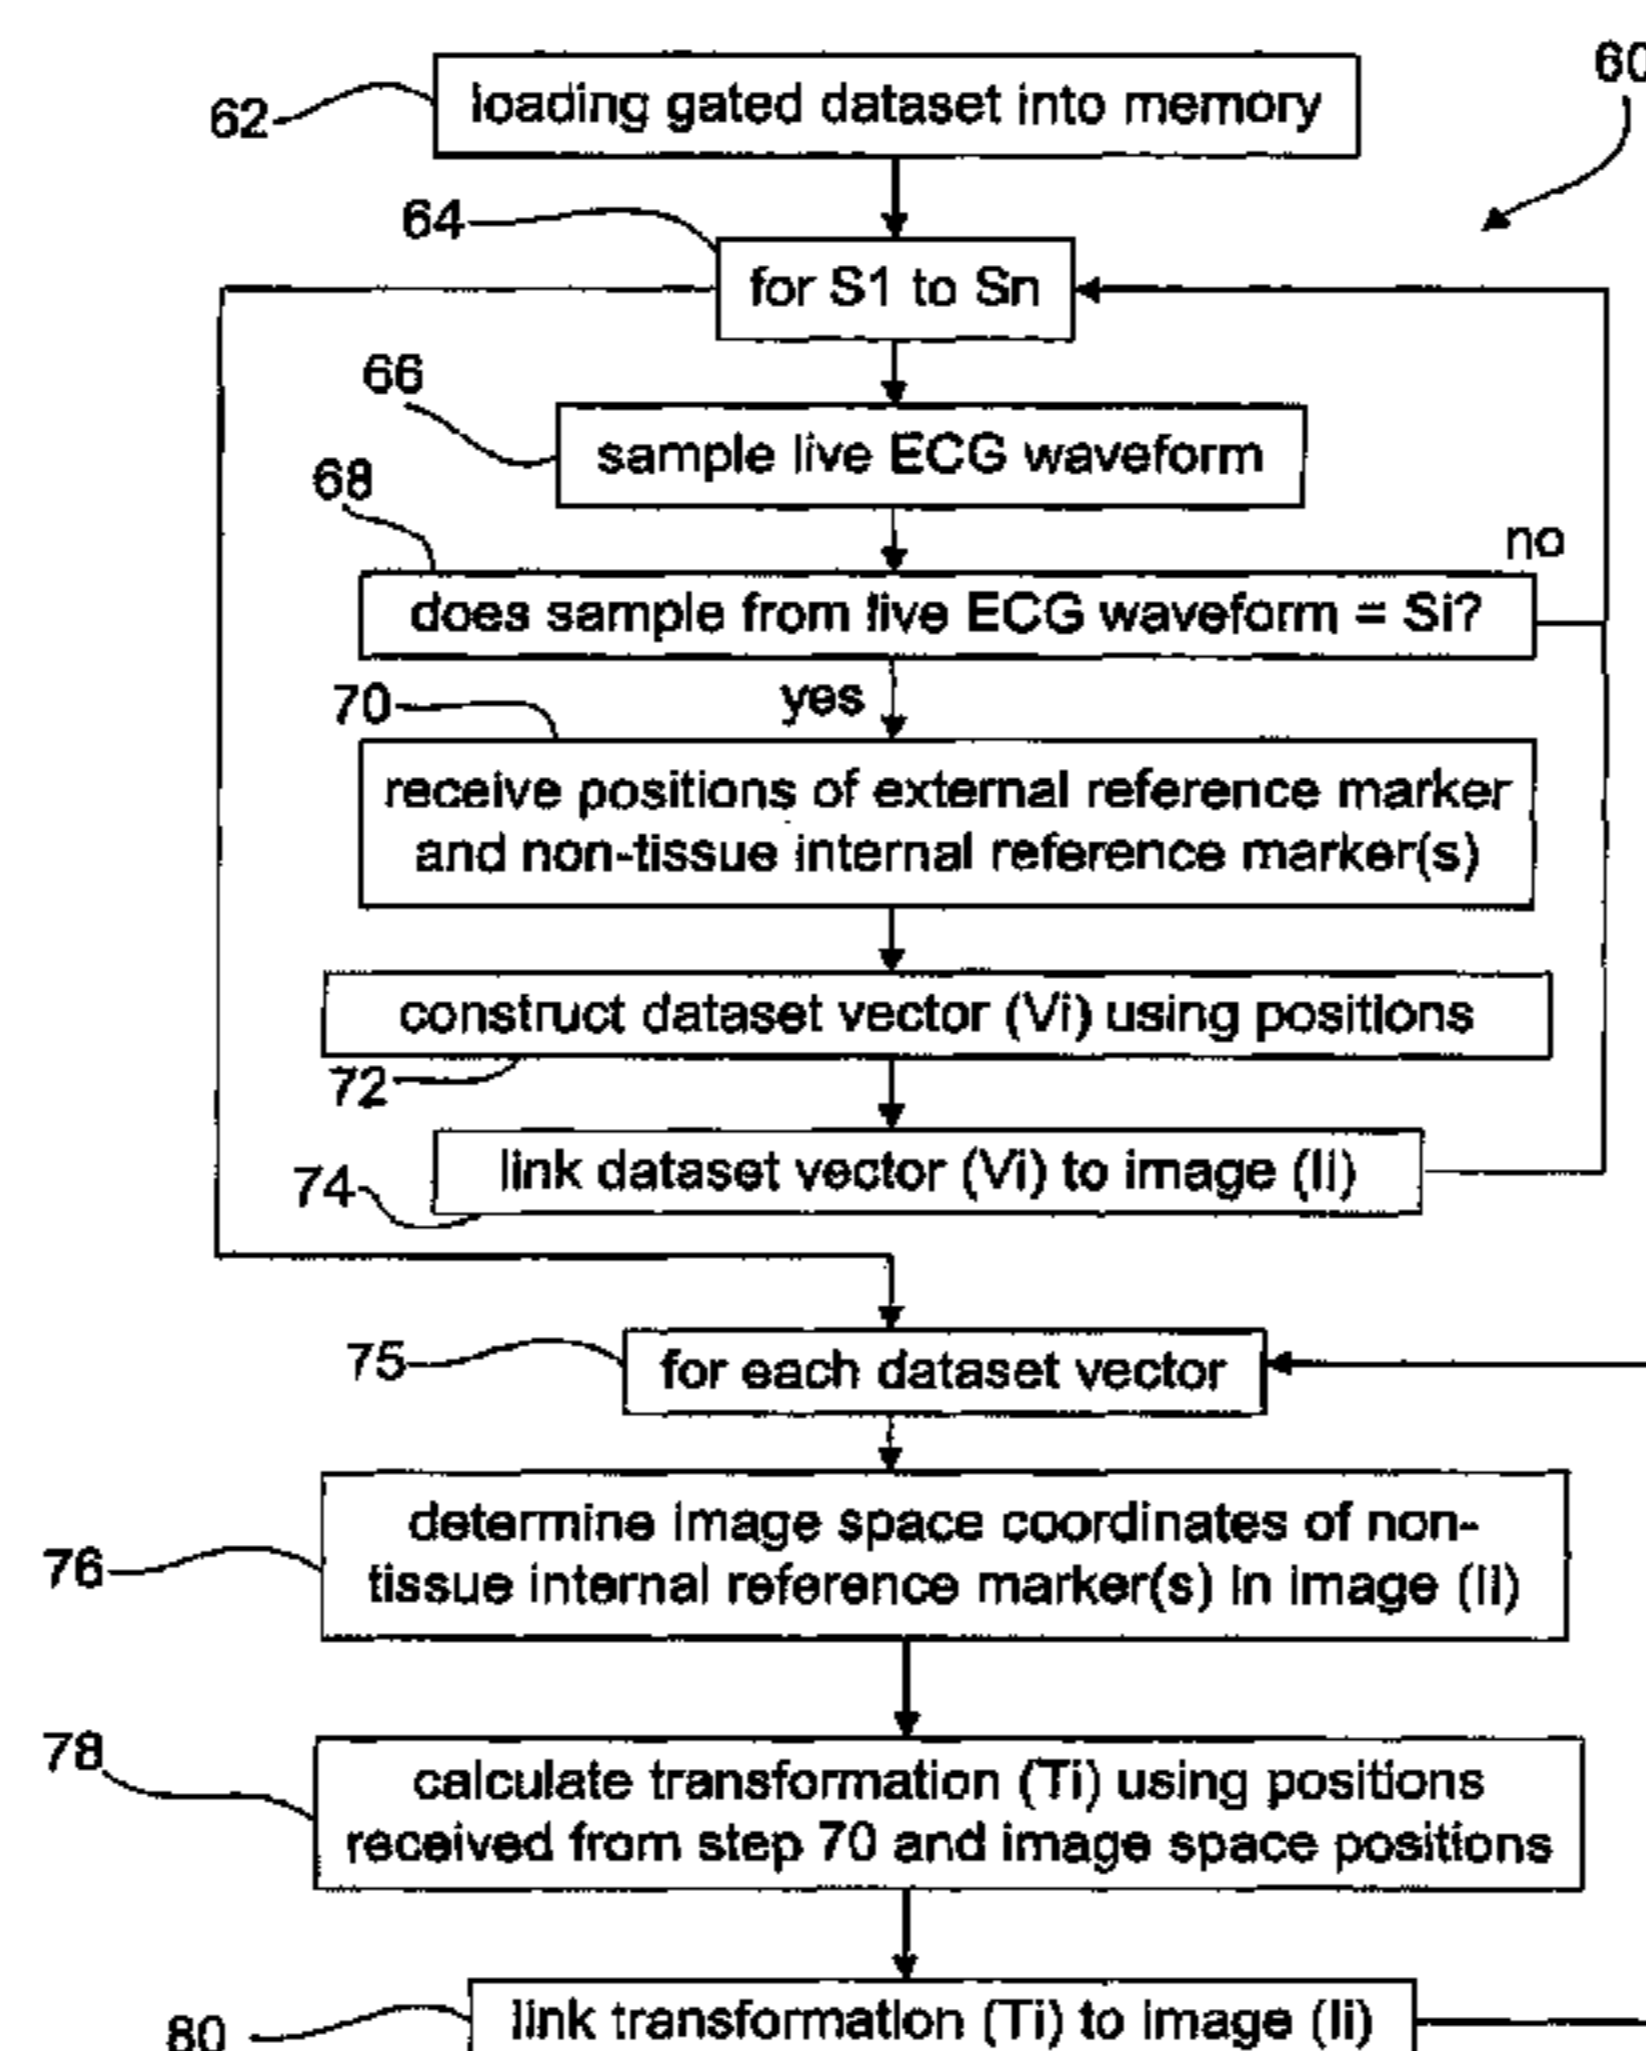 60
62
loading gated dataset into memory
64
for S1 to Sn
66
sample live ECG waveform
68
no
does sample from live ECG waveform = Si?
yes
70
receive positions of external reference marker
and non-tissue internal reference marker(s)
construct dataset vector (Vi) using positions
72
link dataset vector (Vi) to image (Ii)
74
75
for each dataset vector
determine image space coordinates of non-
tissue internal reference marker(s) in image (Ii)
76
78
calculate transformation (Ti) using positions
received from step 70 and image space positions
link transformation (Ti) to image (Ii)
80